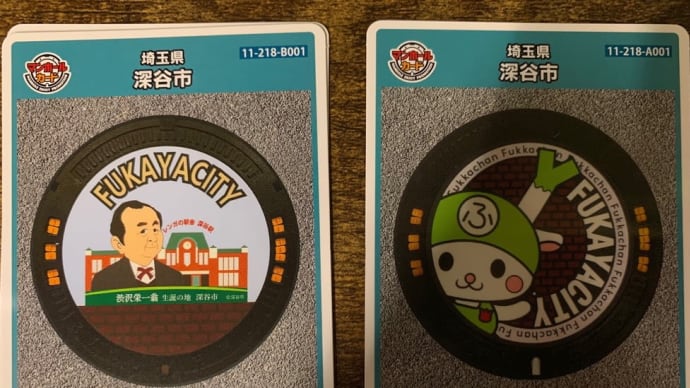 マンホール
カード
埼玉県
深谷市
11-218-B001
FUKAYACITY
レンガの駅舎 深谷駅
渋沢栄一翁 生誕の地 深谷市
マンホール
カード
埼玉県
深谷市
11-218-A001
ふ
FUKAYACITY
Fukkachan Fukkachan Fukkachan Fukkachan Fukkachan Fukkachan